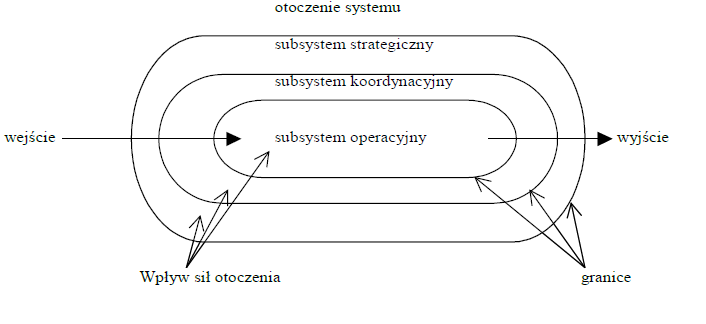 otoczenie systemu
subsystem strategiczny
subsystem koordynacyjny
wejście
subsystem operacyjny
wyjście
Wpływ sił otoczenia
granice